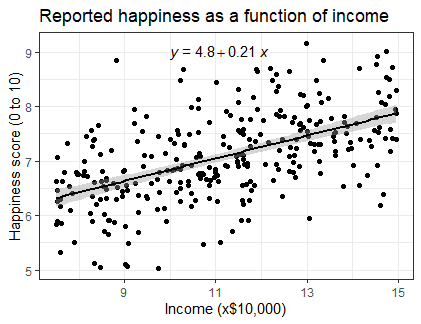 Reported happiness as a function of income
y = 4.8+0.21 x
Happiness score (0 to 10)
9
8
7
6
5
9
11
13
15
Income (x$10,000)